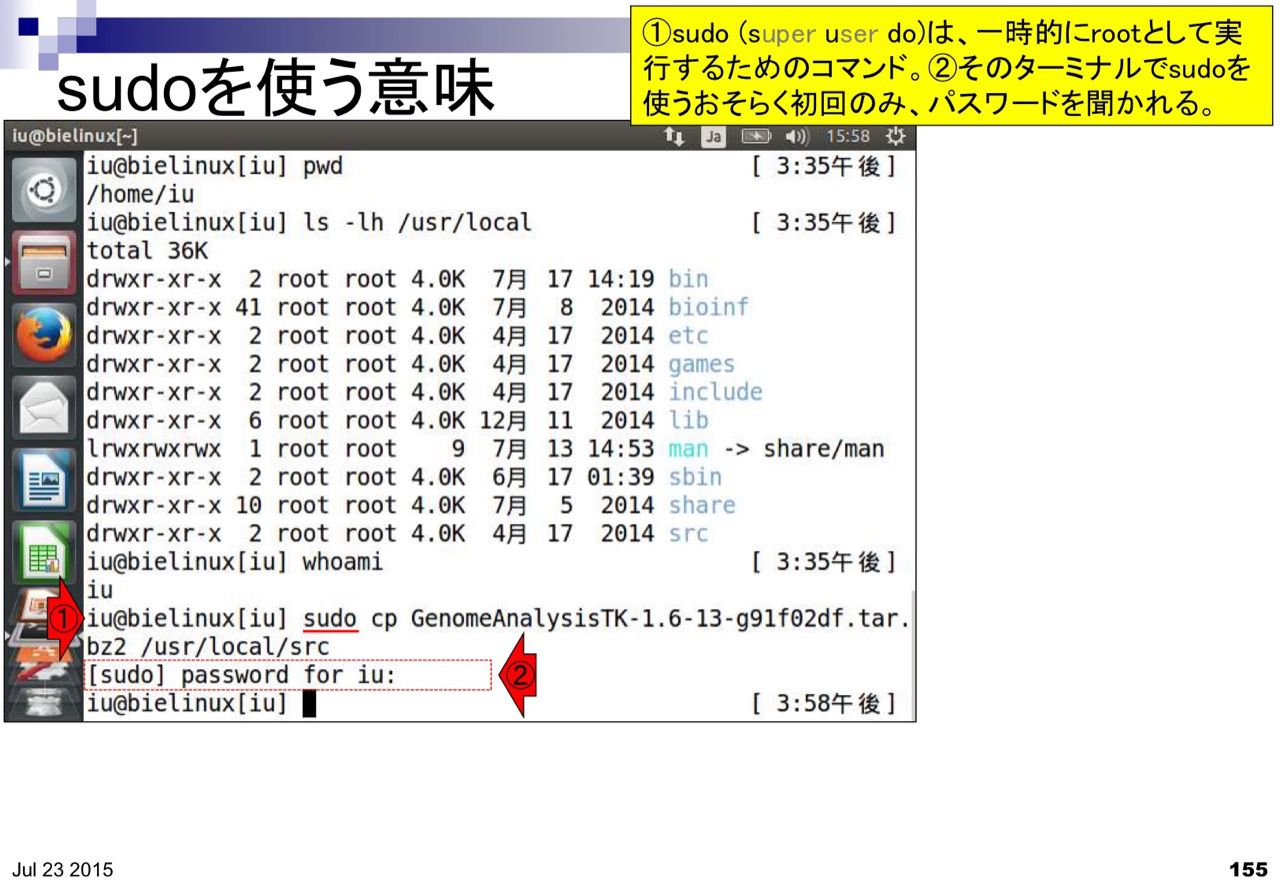 ①sudo (super user do)は、一時的にrootとして実
行するためのコマンド。②そのターミナルでsudoを
使うおそらく初回のみ、パスワードを聞かれる。
sudoを使う意味
iu@bielinux[~] Ja 15:58
iu@bielinux[iu] pwd [ 3:35午後]
/home/iu
iu@bielinux[iu] ls -lh /usr/local [ 3:35午後]
total 36K
drwxr-xr-x 2 root root 4.0K 7月 17 14:19 bin
drwxr-xr-x 41 root root 4.0K 7月 8 2014 bioinf
drwxr-xr-x 2 root root 4.0K 4月 17 2014 etc
drwxr-xr-x 2 root root 4.0K 4月 17 2014 games
drwxr-xr-x 2 root root 4.0K 4月 17 2014 include
drwxr-xr-x 6 root root 4.0K 12月 11 2014 lib
lrwxrwxrwx 1 root root 9 7月 13 14:53 man -> share/man
drwxr-xr-x 2 root root 4.0K 6月 17 01:39 sbin
drwxr-xr-x 10 root root 4.0K 7月 5 2014 share
drwxr-xr-x 2 root root 4.0K 4月 17 2014 src
iu@bielinux[iu] whoami [ 3:35午後]
iu
① iu@bielinux[iu] sudo cp GenomeAnalysisTK-1.6-13-g91f02df.tar.
bz2 /usr/local/src
[sudo] password for iu: ②
iu@bielinux[iu] [ 3:58午後]
Jul 23 2015
155